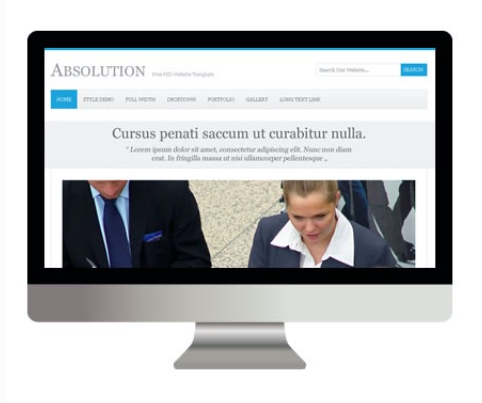 ABSOLUTION Free PSD Website Template
Search Our Website... SEARCH
HOME STYLE DEMO FULL WIDTH DROPDOWN PORTFOLIO GALLERY LONG TEXT LINK
Cursus penati saccum ut curabitur nulla.
“ Lorem ipsum dolor sit amet, consectetur adipiscing elit. Nunc non diam
erat. In fringilla massa ut nisi ullamcorper pellentesque „